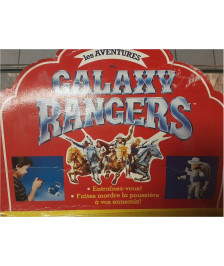 les AVENTURES
GALAXY
RANGERS
• Entraînez-vous!
• Faites mordre la poussière
à vos ennemis!